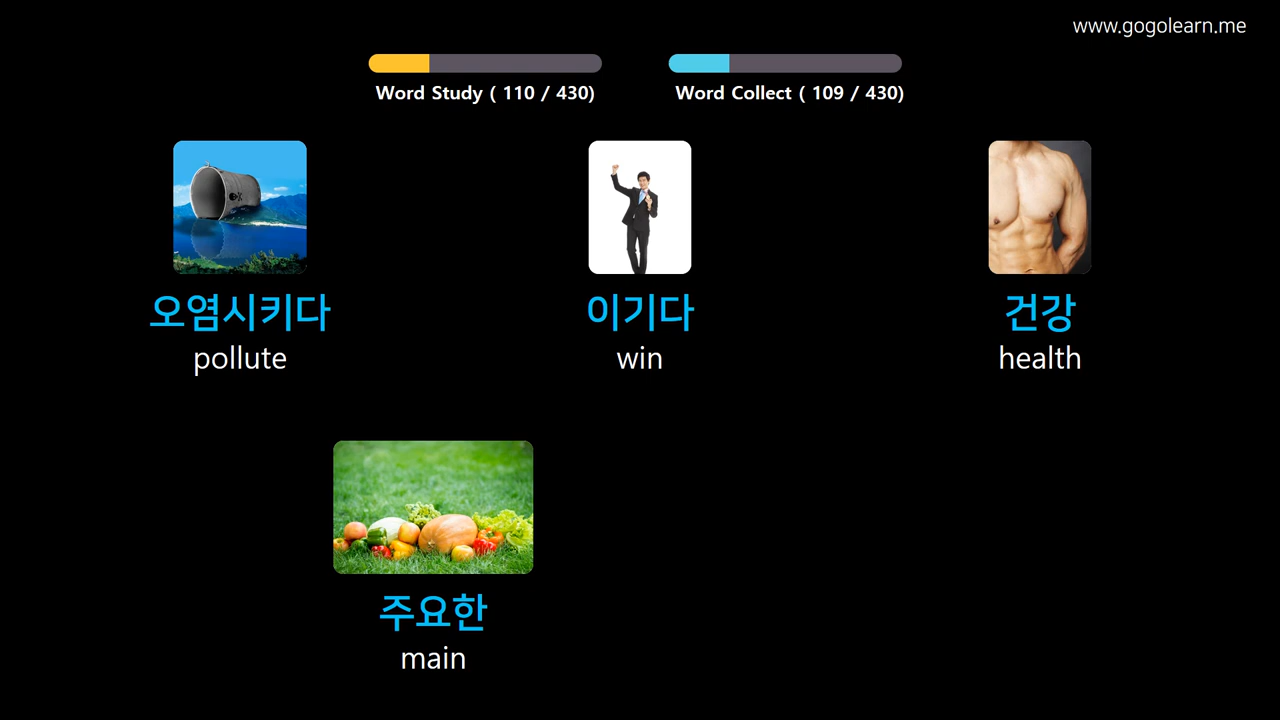 www.gogolearn.me
Word Study ( 110 / 430)
Word Collect ( 109 / 430)
오염시키다
pollute
이기다
win
건강
health
주요한
main